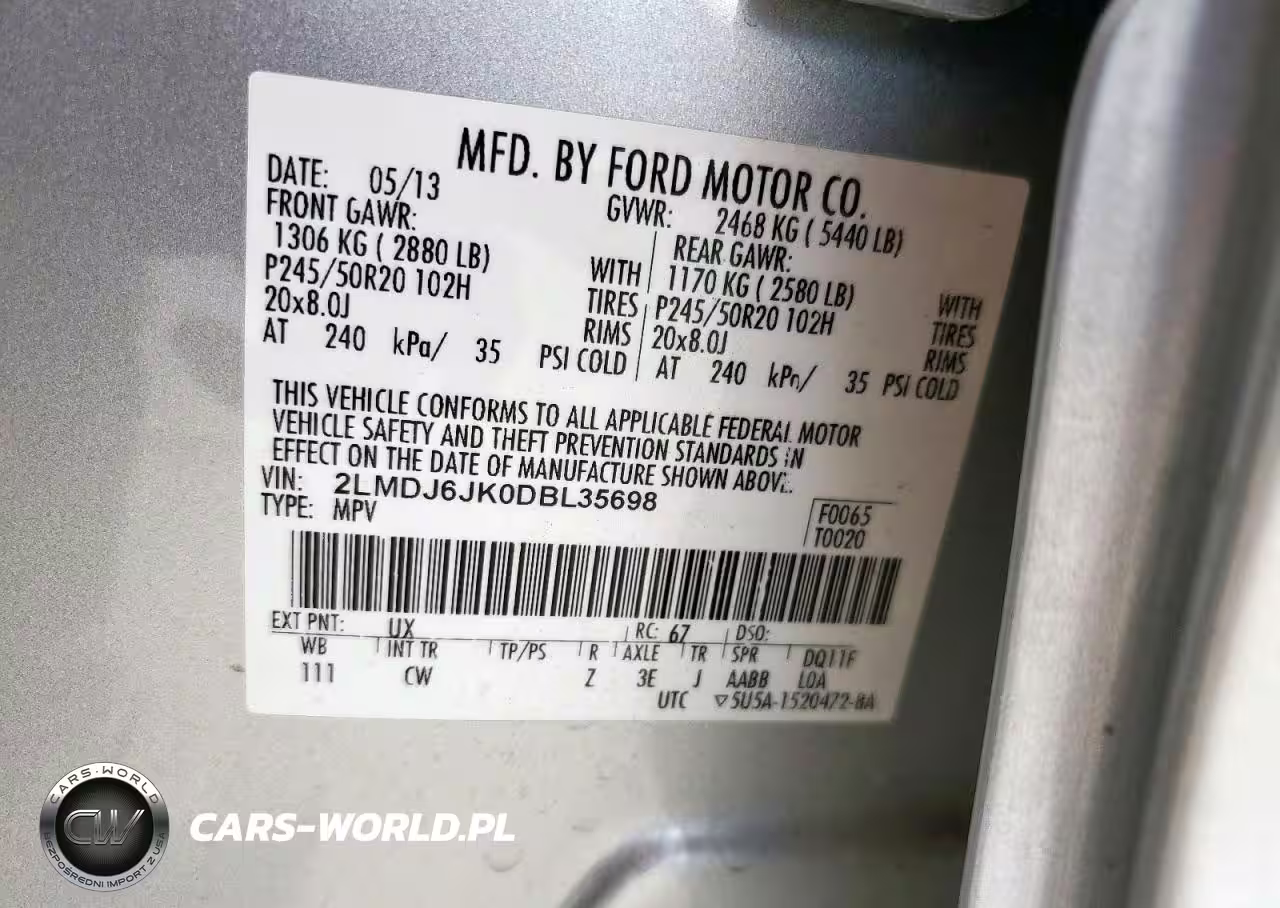 MFD. BY FORD MOTOR CO.
DATE: 05/13 GVWR: 2468 KG ( 5440 LB)
FRONT GAWR: REAR GAWR:
1306 KG ( 2880 LB) WITH 1170 KG ( 2580 LB) WITH
P245/50R20 102H TIRES P245/50R20 102H TIRES
20x8.0J RIMS 20x8.0J RIMS
AT 240 kPa/ 35 PSI COLD AT 240 kPa/ 35 PSI COLD
THIS VEHICLE CONFORMS TO ALL APPLICABLE FEDERAL MOTOR
VEHICLE SAFETY AND THEFT PREVENTION STANDARDS IN
EFFECT ON THE DATE OF MANUFACTURE SHOWN ABOVE.
VIN: 2LMDJ6JK0DBL35698
TYPE: MPV
F0065
T0020
EXT PNT: UX RC: 67 DSO:
WB INT TR TP/PS R AXLE TR SPR DQ11F
111 CW Z 3E J AABB LOA
UTC ▽5U5A-1520472-BA
CARS-WORLD
CW
BEZPOŚREDNI IMPORT Z USA
CARS-WORLD.PL